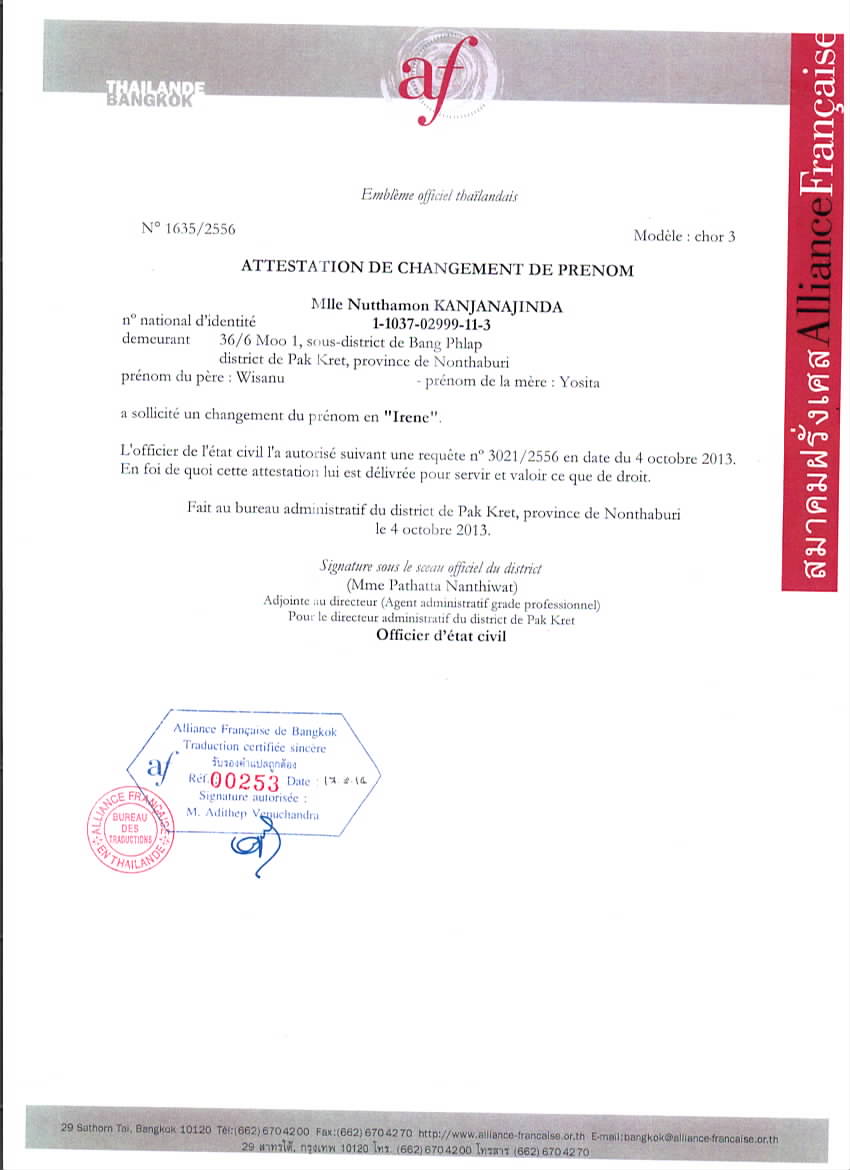 THAILANDE
BANGKOK
af
สมาคมฝรั่งเศส AllianceFrançaise
Emblème officiel thaïlandais
N° 1635/2556
Modèle : chor 3
ATTESTATION DE CHANGEMENT DE PRENOM
Mlle Nutthamon KANJANAJINDA
n° national d'identité 1-1037-02999-11-3
demeurant 36/6 Moo 1, sous-district de Bang Phlap
district de Pak Kret, province de Nonthaburi
prénom du père : Wisanu - prénom de la mère : Yosita
a sollicité un changement du prénom en "Irene".
L'officier de l'état civil l'a autorisé suivant une requête n° 3021/2556 en date du 4 octobre 2013.
En foi de quoi cette attestation lui est délivrée pour servir et valoir ce que de droit.
Fait au bureau administratif du district de Pak Kret, province de Nonthaburi
le 4 octobre 2013.
Signature sous le sceau officiel du district
(Mme Pathatta Nanthiwat)
Adjointe au directeur (Agent administratif grade professionnel)
Pour le directeur administratif du district de Pak Kret
Officier d'état civil
Alliance Française de Bangkok
Traduction certifiée sincère
รับรองคำแปลถูกต้อง
af Réf. 00253 Date :
Signature autorisée :
M. Adithep Venuchandra
ALLIANCE FRANÇAISE
BUREAU
DES
TRADUCTIONS
EN THAILANDE
29 Sathorn Tai, Bangkok 10120 Tél:(662) 670 42 00 Fax:(662) 670 42 70 http://www.alliance-francaise.or.th E-mail:bangkok@alliance-francaise.or.th
29 สาทรใต้, กรุงเทพ 10120 โทร. (662) 670 42 00 โทรสาร (662) 670 42 70